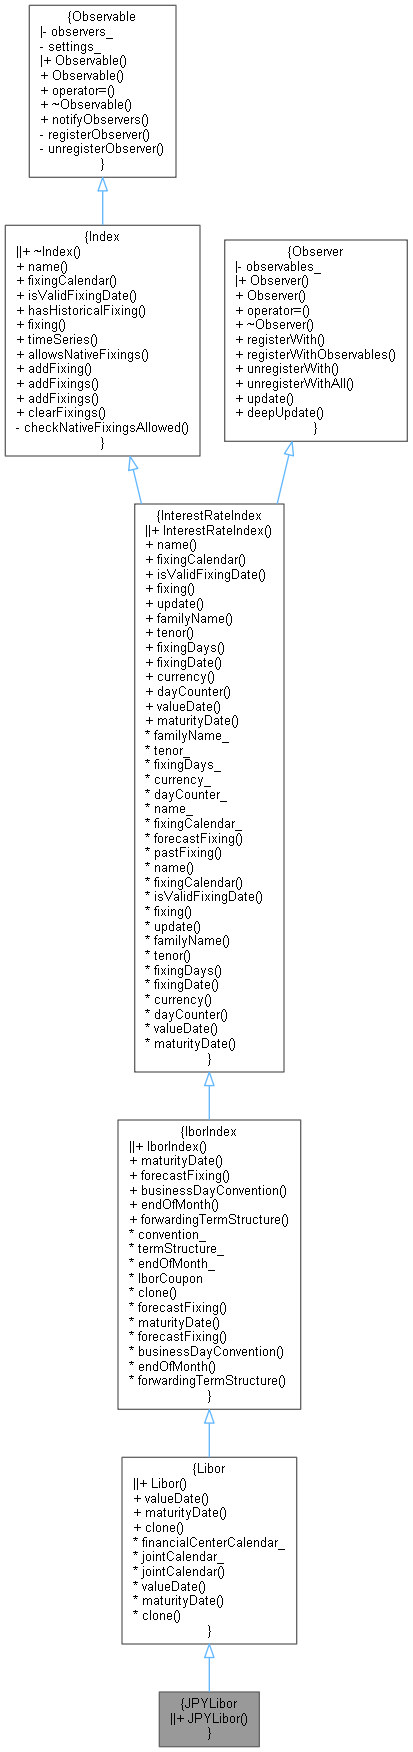 {Observable
|- observers_
- settings_
|+ Observable()
+ Observable()
+ operator=()
+ ~Observable()
+ notifyObservers()
- registerObserver()
- unregisterObserver()
}
{Index
||+ ~Index()
+ name()
+ fixingCalendar()
+ isValidFixingDate()
+ hasHistoricalFixing()
+ fixing()
+ timeSeries()
+ allowsNativeFixings()
+ addFixing()
+ addFixings()
+ addFixings()
+ clearFixings()
- checkNativeFixingsAllowed()
}
{Observer
|- observables_
|+ Observer()
+ Observer()
+ operator=()
+ ~Observer()
+ registerWith()
+ registerWithObservables()
+ unregisterWith()
+ unregisterWithAll()
+ update()
+ deepUpdate()
}
{InterestRateIndex
||+ InterestRateIndex()
+ name()
+ fixingCalendar()
+ isValidFixingDate()
+ fixing()
+ update()
+ familyName()
+ tenor()
+ fixingDays()
+ fixingDate()
+ currency()
+ dayCounter()
+ valueDate()
+ maturityDate()
* familyName_
* tenor_
* fixingDays_
* currency_
* dayCounter_
* name_
* fixingCalendar_
* forecastFixing()
* pastFixing()
* name()
* fixingCalendar()
* isValidFixingDate()
* fixing()
* update()
* familyName()
* tenor()
* fixingDays()
* fixingDate()
* currency()
* dayCounter()
* valueDate()
* maturityDate()
}
{IborIndex
||+ IborIndex()
+ maturityDate()
+ forecastFixing()
+ businessDayConvention()
+ endOfMonth()
+ forwardingTermStructure()
* convention_
* termStructure_
* endOfMonth_
* IborCoupon
* clone()
* forecastFixing()
* maturityDate()
* forecastFixing()
* businessDayConvention()
* endOfMonth()
* forwardingTermStructure()
}
{Libor
||+ Libor()
+ valueDate()
+ maturityDate()
+ clone()
* financialCenterCalendar_
* jointCalendar_
* jointCalendar()
* valueDate()
* maturityDate()
* clone()
}
{JPYLibor
||+ JPYLibor()
}